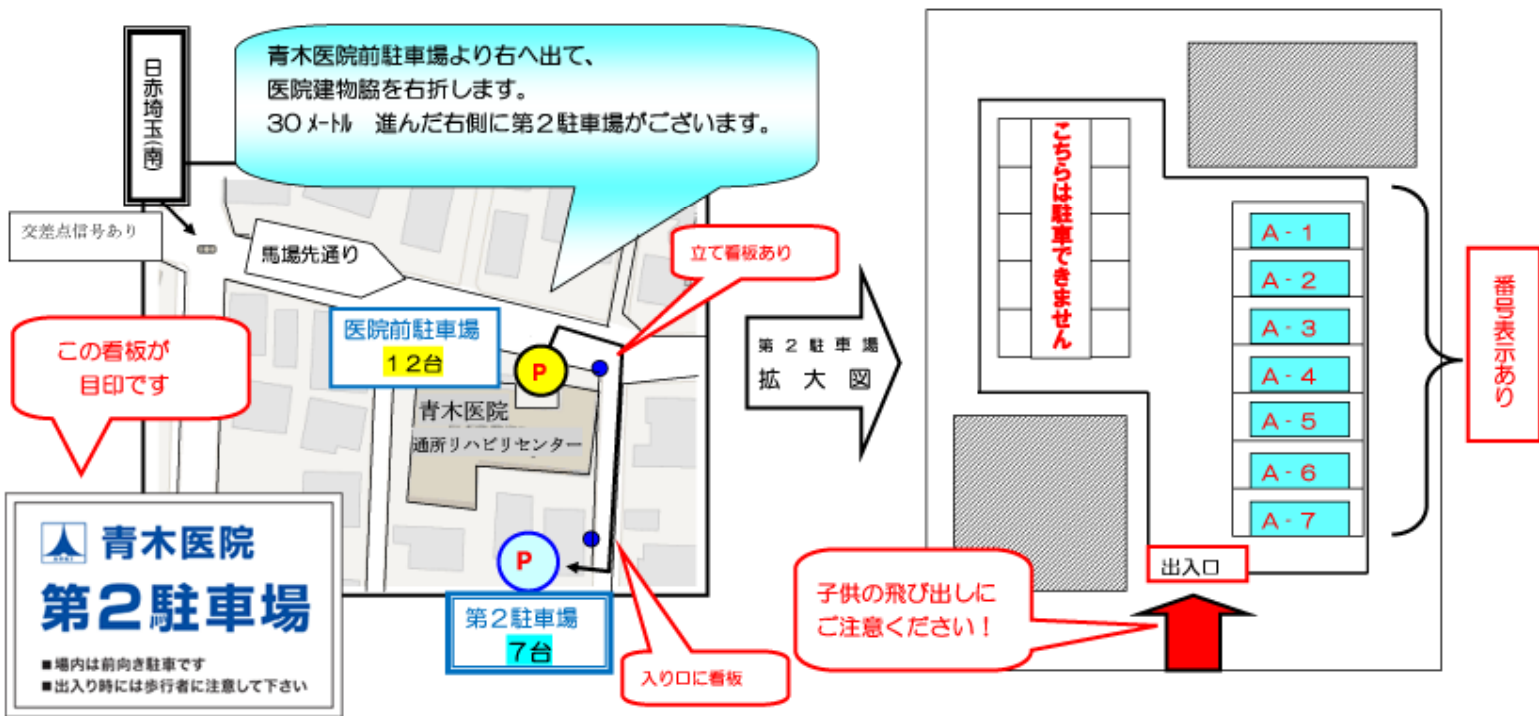 日赤埼玉(南)
青木医院前駐車場より右へ出て、
医院建物脇を右折します。
30メートル 進んだ右側に第2駐車場がございます。
交差点信号あり
馬場先通り
立て看板あり
この看板が
目印です
医院前駐車場
12台
P
青木医院
通所リハビリセンター
P
第2駐車場
7台
入り口に看板
青木医院
第2駐車場
■場内は前向き駐車です
■出入り時には歩行者に注意して下さい
第2駐車場
拡大図
こちらは駐車できません
A-1
A-2
A-3
A-4
A-5
A-6
A-7
番号表示あり
出入口
子供の飛び出しに
ご注意ください!